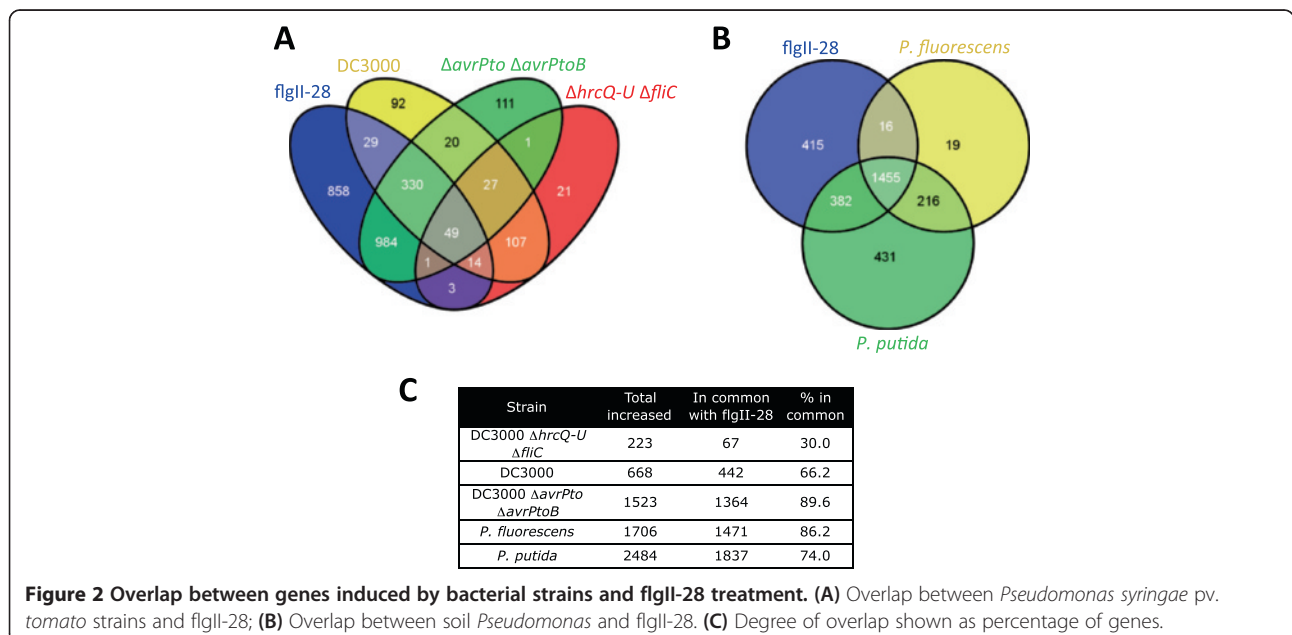 A
B
DC3000
ΔavrPto ΔavrPtoB
flgII-28
ΔhrcQ-U ΔfliC
92
111
29
20
1
858
330
27
21
984
49
107
1
14
3
flgII-28
P. fluorescens
16
415
19
1455
382
216
431
P. putida
C
Strain
Total increased
In common with flgII-28
% in common
DC3000 ΔhrcQ-U ΔfliC
223
67
30.0
DC3000
668
442
66.2
DC3000 ΔavrPto ΔavrPtoB
1523
1364
89.6
P. fluorescens
1706
1471
86.2
P. putida
2484
1837
74.0
Figure 2 Overlap between genes induced by bacterial strains and flgII-28 treatment. (A) Overlap between Pseudomonas syringae pv.
tomato strains and flgII-28; (B) Overlap between soil Pseudomonas and flgII-28. (C) Degree of overlap shown as percentage of genes.